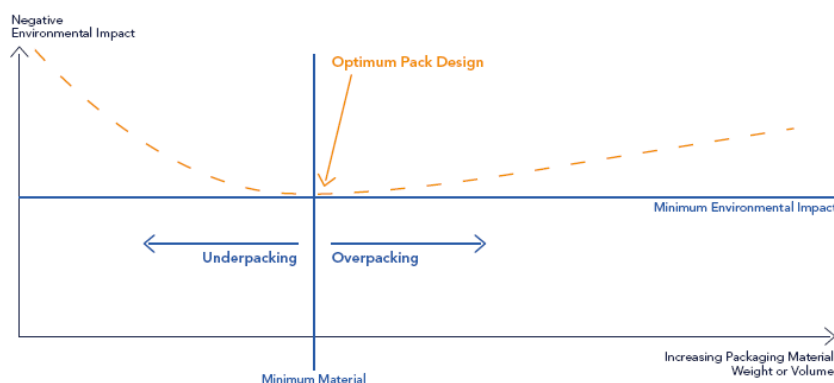 Negative
Environmental Impact
Optimum Pack Design
Minimum Environmental Impact
Underpacking
Overpacking
Increasing Packaging Material
Weight or Volume
Minimum Material